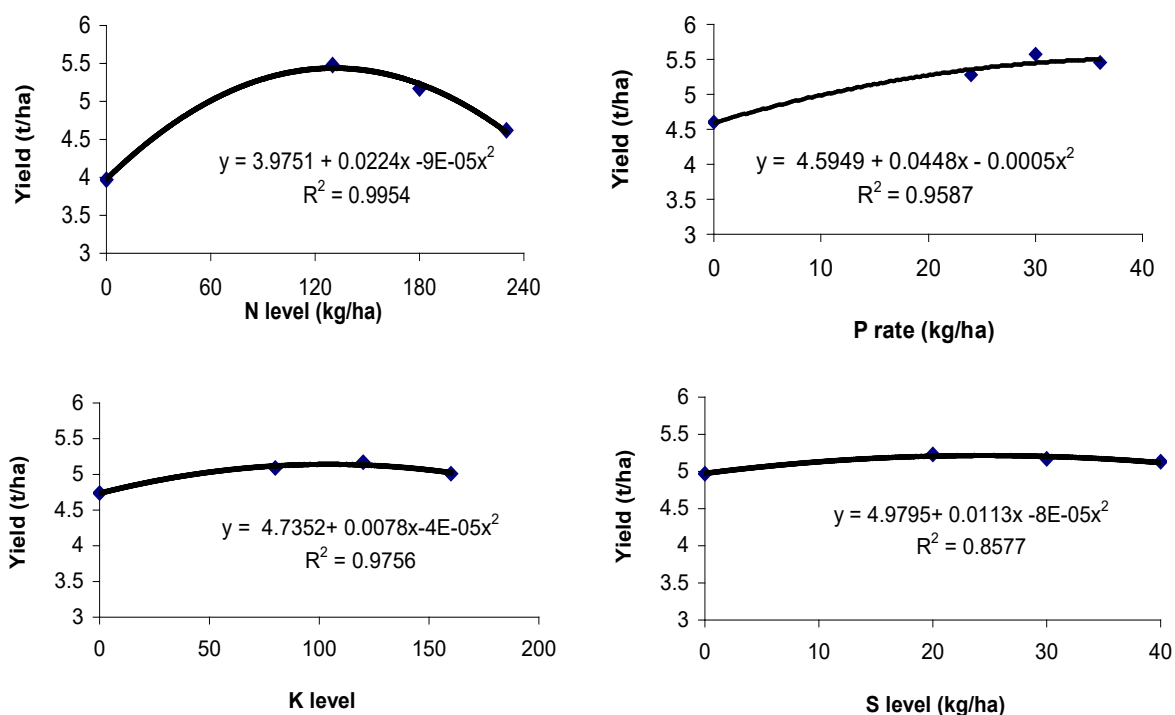 6
5.5
5
4.5
4
3.5
3
Yield (t/ha)
y = 3.9751 + 0.0224x -9E-05x²
R² = 0.9954
0 60 120 180 240
N level (kg/ha)
6
5.5
5
4.5
4
3.5
3
Yield (t/ha)
y = 4.5949 + 0.0448x - 0.0005x²
R² = 0.9587
0 10 20 30 40
P rate (kg/ha)
6
5.5
5
4.5
4
3.5
3
Yield (t/ha)
y = 4.7352+ 0.0078x-4E-05x²
R² = 0.9756
0 50 100 150 200
K level
6
5.5
5
4.5
4
3.5
3
Yield (t/ha)
y = 4.9795+ 0.0113x -8E-05x²
R² = 0.8577
0 10 20 30 40
S level (kg/ha)